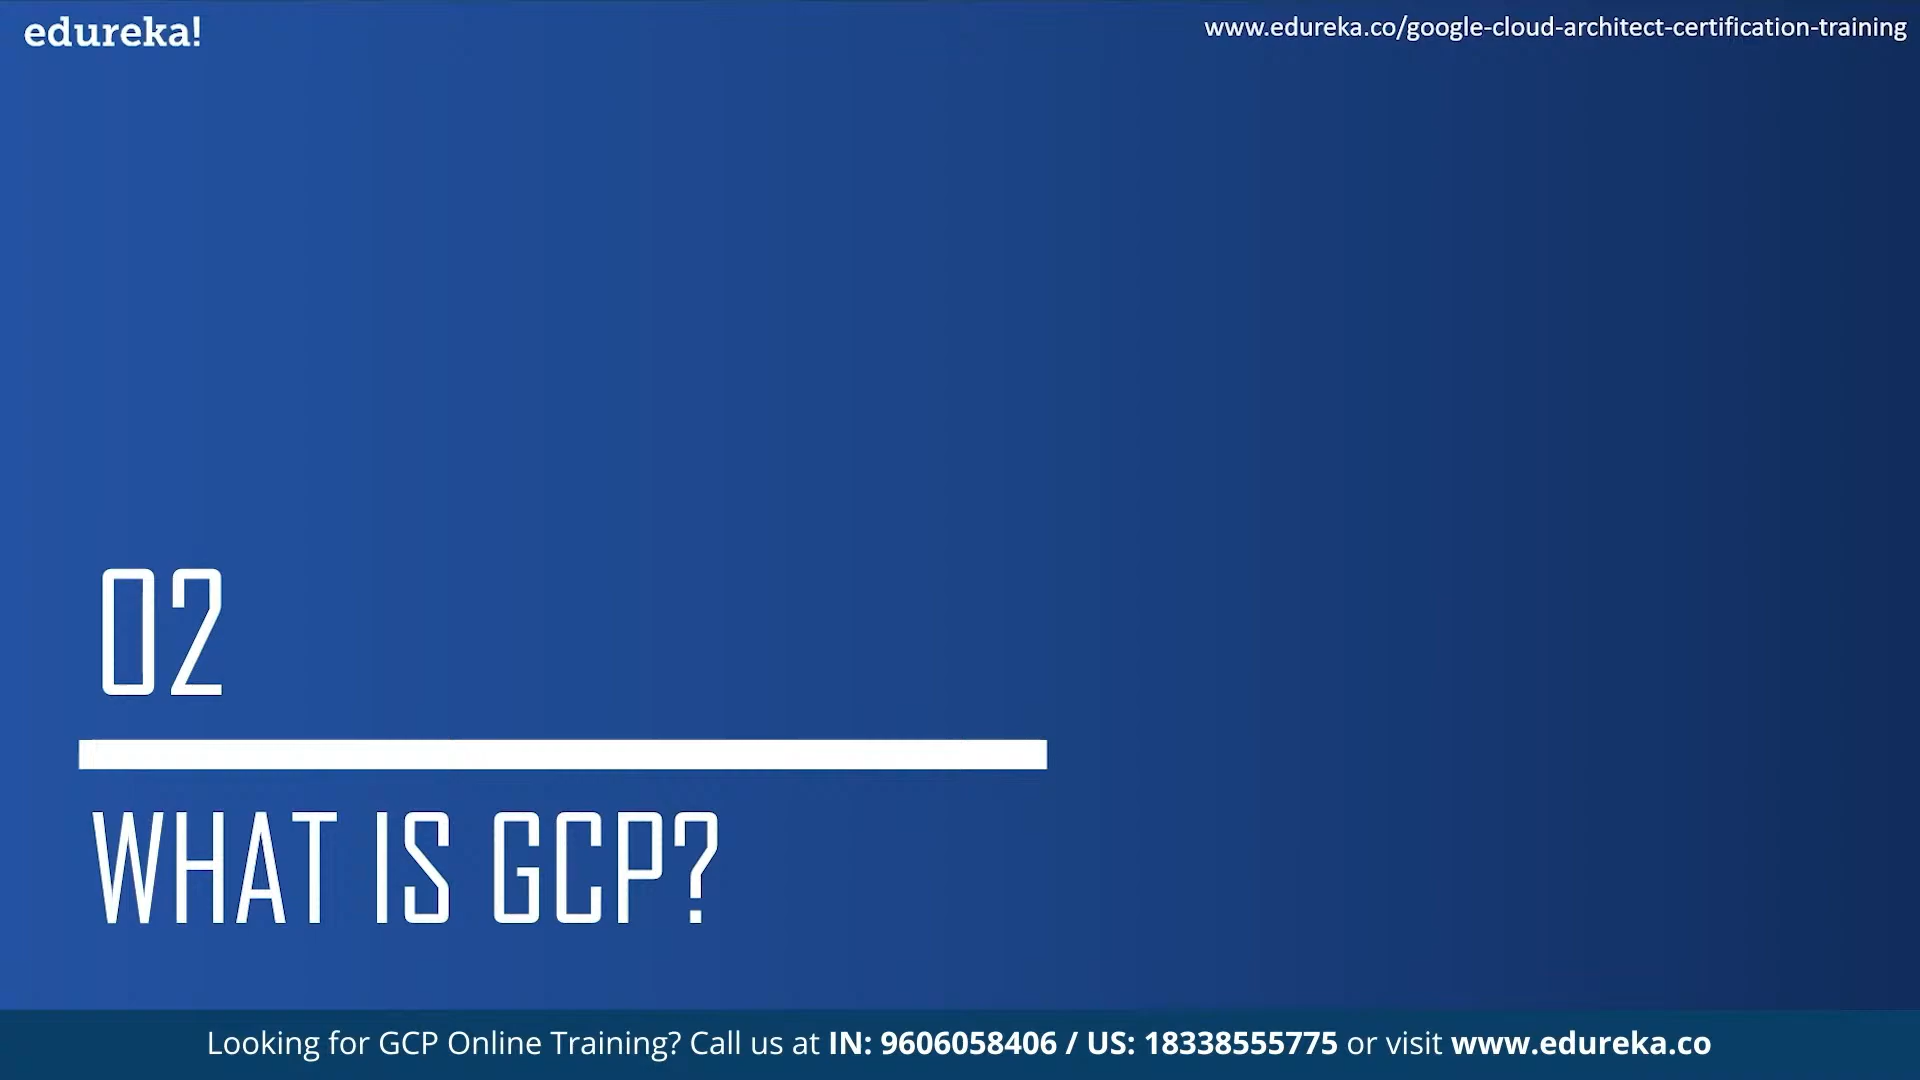 edureka!
www.edureka.co/google-cloud-architect-certification-training
02
WHAT IS GCP?
Looking for GCP Online Training? Call us at IN: 9606058406 / US: 18338555775 or visit www.edureka.co